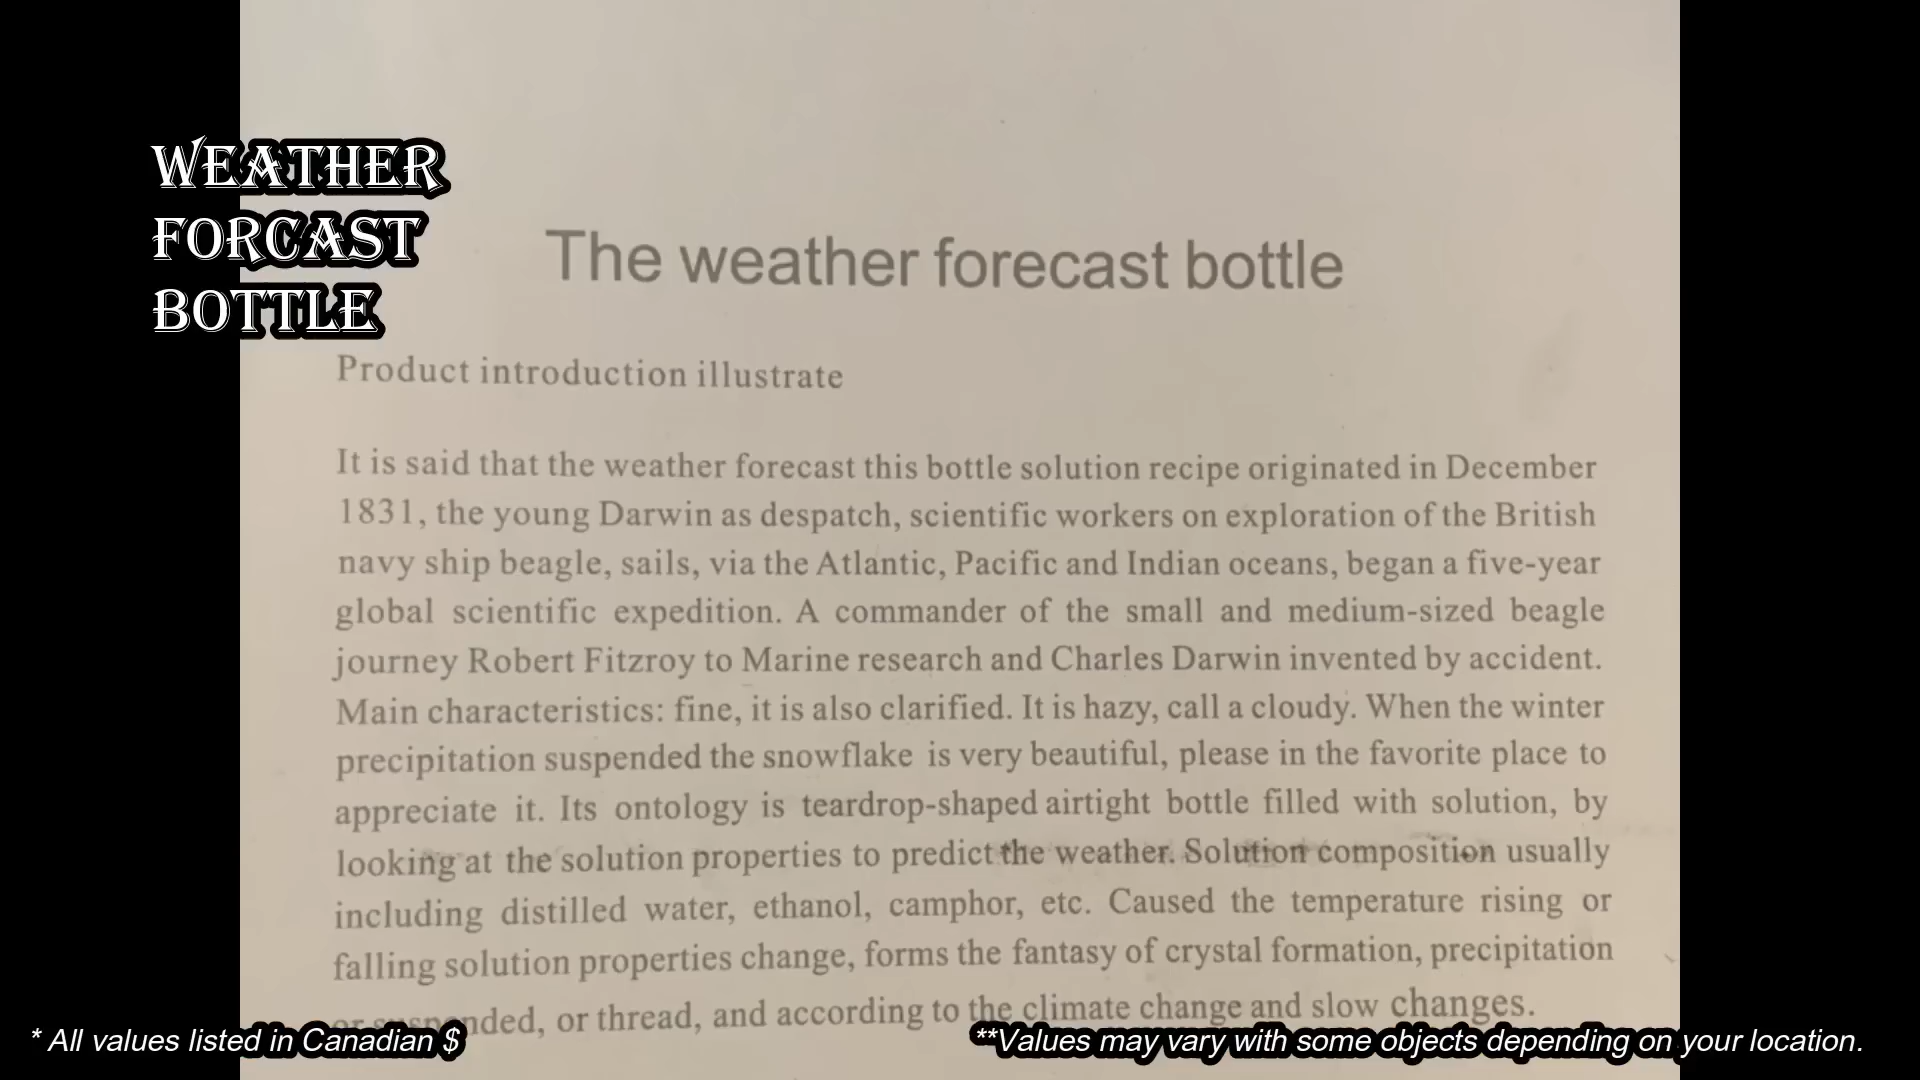 WEATHER
FORCAST
BOTTLE
The weather forecast bottle
Product introduction illustrate
It is said that the weather forecast this bottle solution recipe originated in December
1831, the young Darwin as despatch, scientific workers on exploration of the British
navy ship beagle, sails, via the Atlantic, Pacific and Indian oceans, began a five-year
global scientific expedition. A commander of the small and medium-sized beagle
journey Robert Fitzroy to Marine research and Charles Darwin invented by accident.
Main characteristics: fine, it is also clarified. It is hazy, call a cloudy. When the winter
precipitation suspended the snowflake is very beautiful, please in the favorite place to
appreciate it. Its ontology is teardrop-shaped airtight bottle filled with solution, by
looking at the solution properties to predict the weather. Solution composition usually
including distilled water, ethanol, camphor, etc. Caused the temperature rising or
falling solution properties change, forms the fantasy of crystal formation, precipitation
or suspended, or thread, and according to the climate change and slow changes.
* All values listed in Canadian $
**Values may vary with some objects depending on your location.